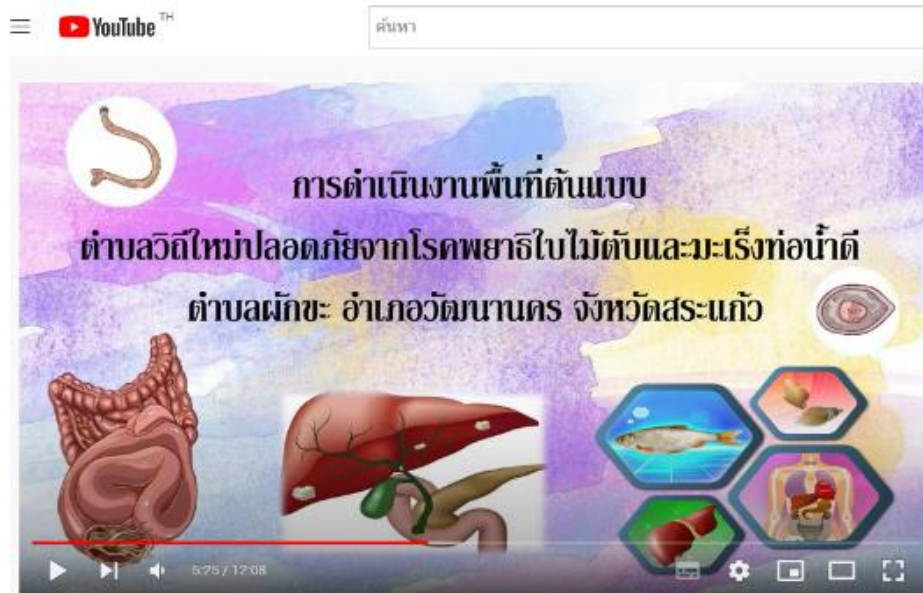 YouTube TH
ค้นหา
การดำเนินงานพื้นที่ต้นแบบ
ตำบลวิถีใหม่ปลอดภัยจากโรคพยาธิใบไม้ตับและมะเร็งท่อน้ำดี
ตำบลผักขะ อำเภอวัฒนานคร จังหวัดสระแก้ว
5:25 / 12:08